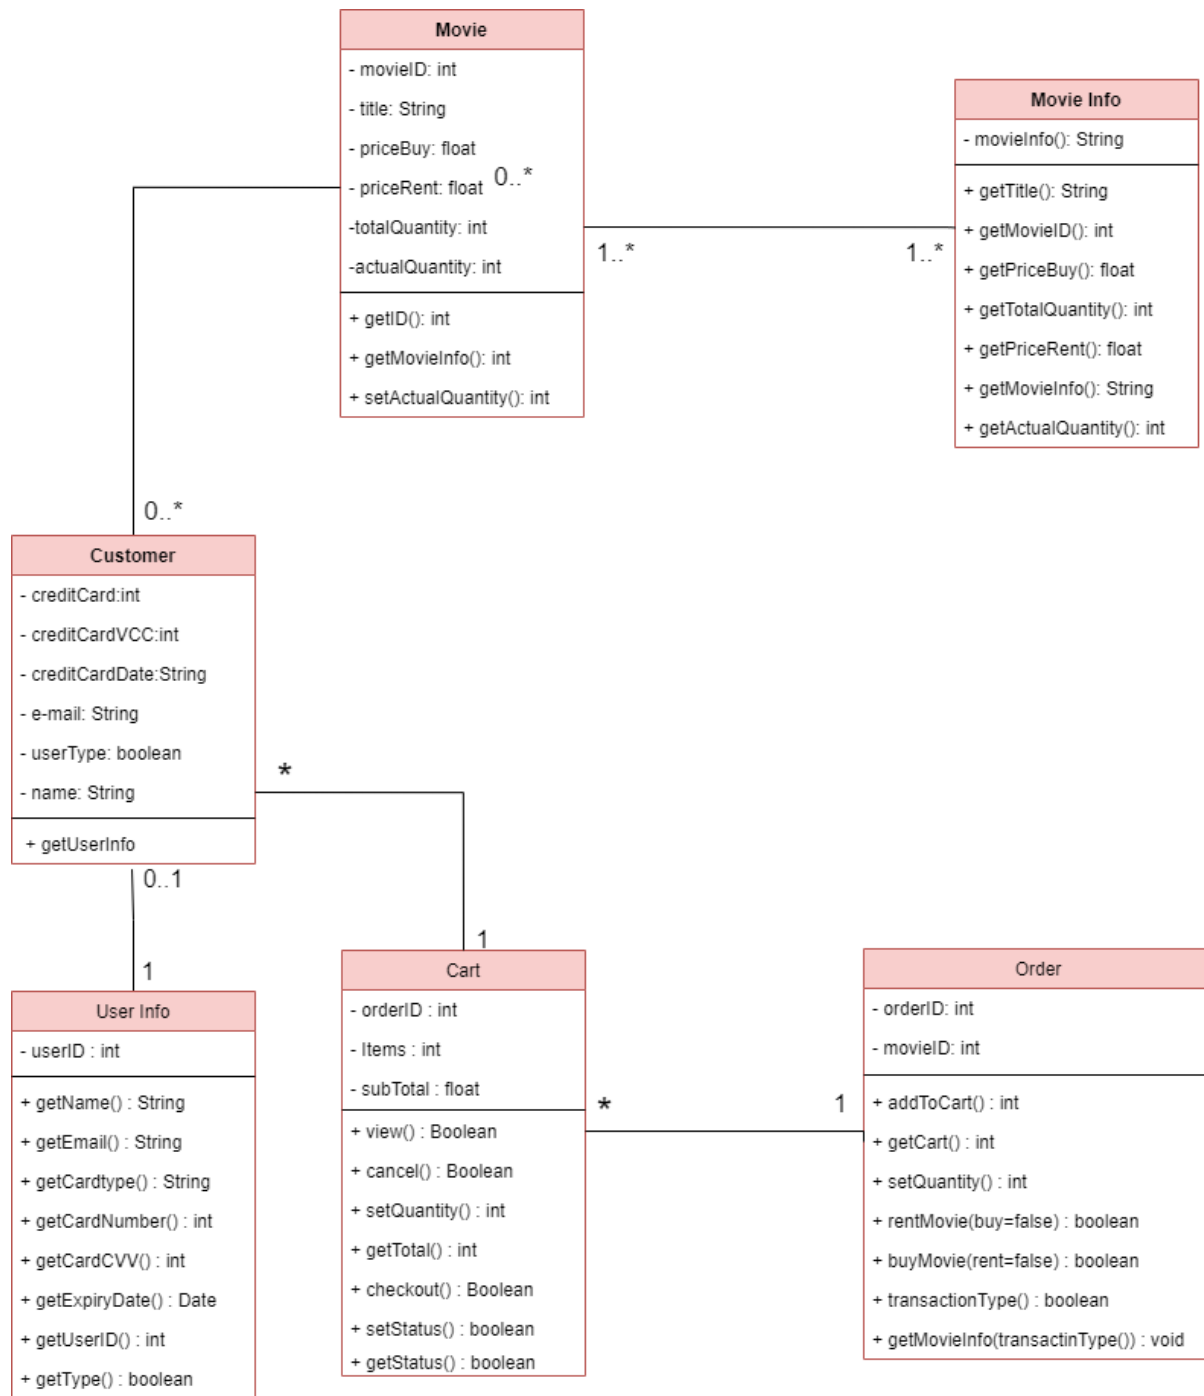 Movie
- movieID: int
- title: String
- priceBuy: float
- priceRent: float
0..*
-totalQuantity: int
-actualQuantity: int
+ getID(): int
+ getMovieInfo(): int
+ setActualQuantity(): int
1..*
1..*
Movie Info
- movieInfo(): String
+ getTitle(): String
+ getMovieID(): int
+ getPriceBuy(): float
+ getTotalQuantity(): int
+ getPriceRent(): float
+ getMovieInfo(): String
+ getActualQuantity(): int
0..*
Customer
- creditCard:int
- creditCardVCC:int
- creditCardDate:String
- e-mail: String
- userType: boolean
- name: String
+ getUserInfo
*
0..1
1
1
User Info
- userID : int
+ getName() : String
+ getEmail() : String
+ getCardtype() : String
+ getCardNumber() : int
+ getCardCVV() : int
+ getExpiryDate() : Date
+ getUserID() : int
+ getType() : boolean
Cart
- orderID : int
- Items : int
- subTotal : float
+ view() : Boolean
+ cancel() : Boolean
+ setQuantity() : int
+ getTotal() : int
+ checkout() : Boolean
+ setStatus() : boolean
+ getStatus() : boolean
*
1
Order
- orderID: int
- movieID: int
+ addToCart() : int
+ getCart() : int
+ setQuantity() : int
+ rentMovie(buy=false) : boolean
+ buyMovie(rent=false) : boolean
+ transactionType() : boolean
+ getMovieInfo(transactinType()) : void